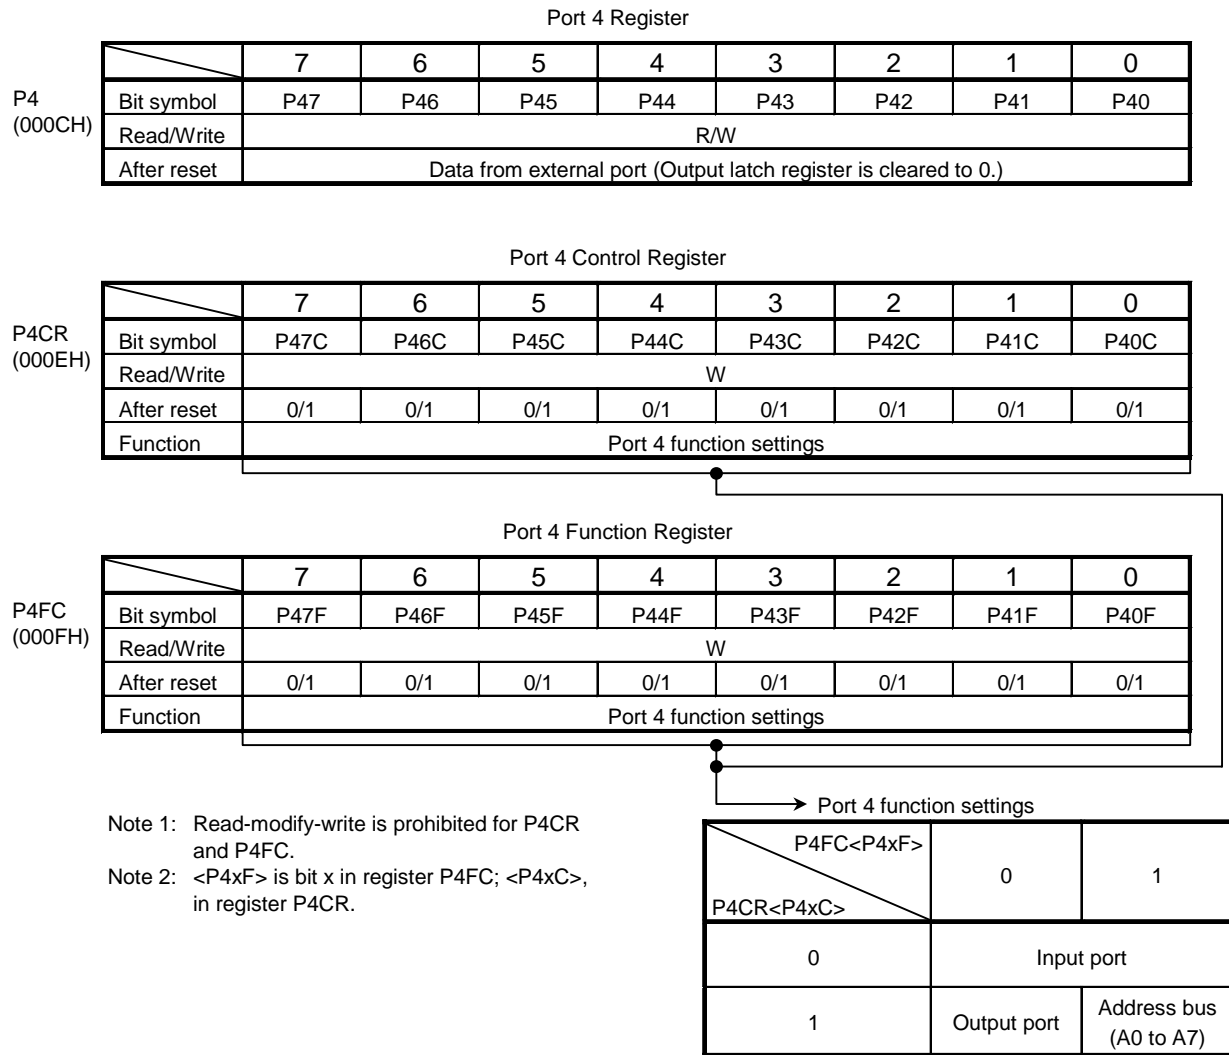 Port 4 Register
7 6 5 4 3 2 1 0
P4
(000CH)
Bit symbol P47 P46 P45 P44 P43 P42 P41 P40
Read/Write R/W
After reset Data from external port (Output latch register is cleared to 0.)
Port 4 Control Register
7 6 5 4 3 2 1 0
P4CR
(000EH)
Bit symbol P47C P46C P45C P44C P43C P42C P41C P40C
Read/Write W
After reset 0/1 0/1 0/1 0/1 0/1 0/1 0/1 0/1
Function Port 4 function settings
Port 4 Function Register
7 6 5 4 3 2 1 0
P4FC
(000FH)
Bit symbol P47F P46F P45F P44F P43F P42F P41F P40F
Read/Write W
After reset 0/1 0/1 0/1 0/1 0/1 0/1 0/1 0/1
Function Port 4 function settings
Note 1: Read-modify-write is prohibited for P4CR
and P4FC.
Note 2: <P4xF> is bit x in register P4FC; <P4xC>,
in register P4CR.
Port 4 function settings
P4FC<P4xF> 0 1
P4CR<P4xC>
0 Input port
1 Output port Address bus
(A0 to A7)